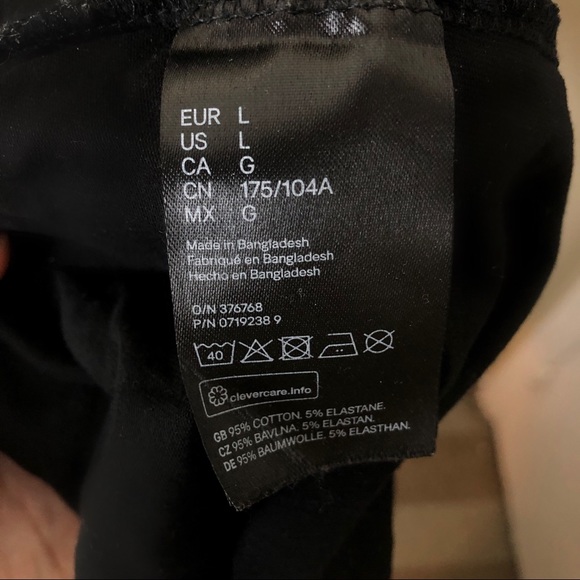 EUR L
US L
CA G
CN 175/104A
MX G
Made in Bangladesh
Fabriqué en Bangladesh
Hecho en Bangladesh
O/N 376768
P/N 0719238 9
40
clevercare.info
GB 95% COTTON. 5% ELASTANE.
CZ 95% BAVLNA. 5% ELASTAN.
DE 95% BAUMWOLLE. 5% ELASTHAN.